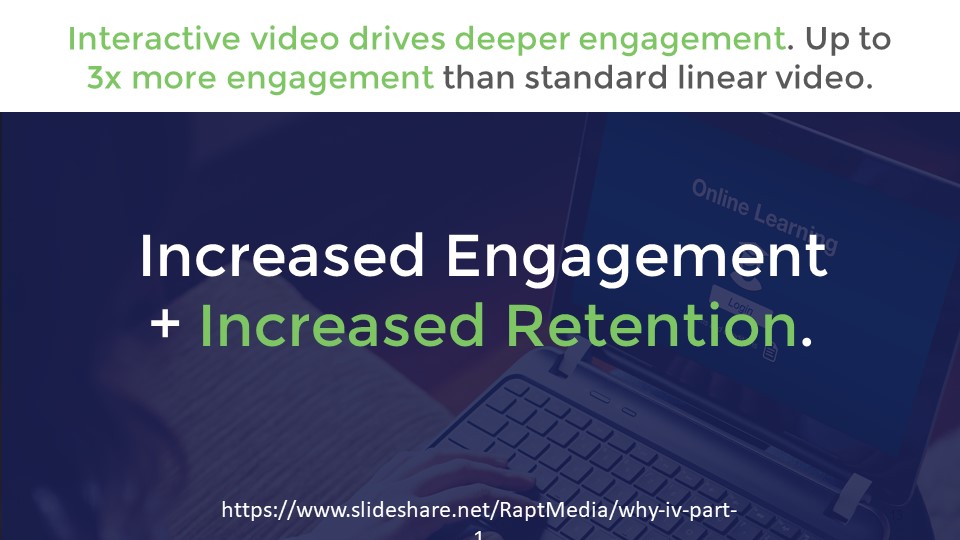 Interactive video drives deeper engagement. Up to
3x more engagement than standard linear video.
Online Learning
Increased Engagement
Login
+ Increased Retention.
https://www.slideshare.net/RaptMedia/why-iv-part-
1